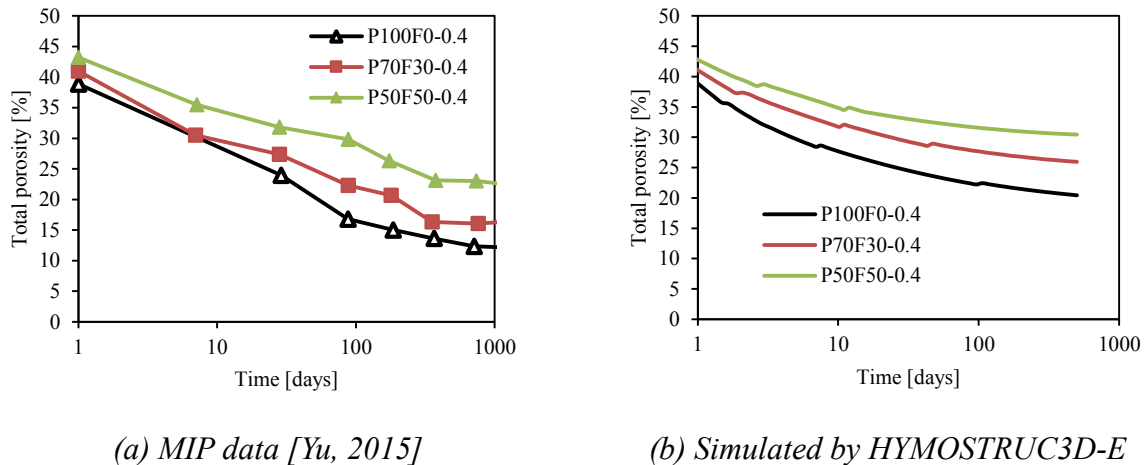 50
45
40
35
30
25
20
15
10
5
0
Total porosity [%]
P100F0-0.4
P70F30-0.4
P50F50-0.4
1
10
100
1000
Time [days]
(a) MIP data [Yu, 2015]
50
45
40
35
30
25
20
15
10
5
0
Total porosity [%]
P100F0-0.4
P70F30-0.4
P50F50-0.4
1
10
100
1000
Time [days]
(b) Simulated by HYMOSTRUC3D-E